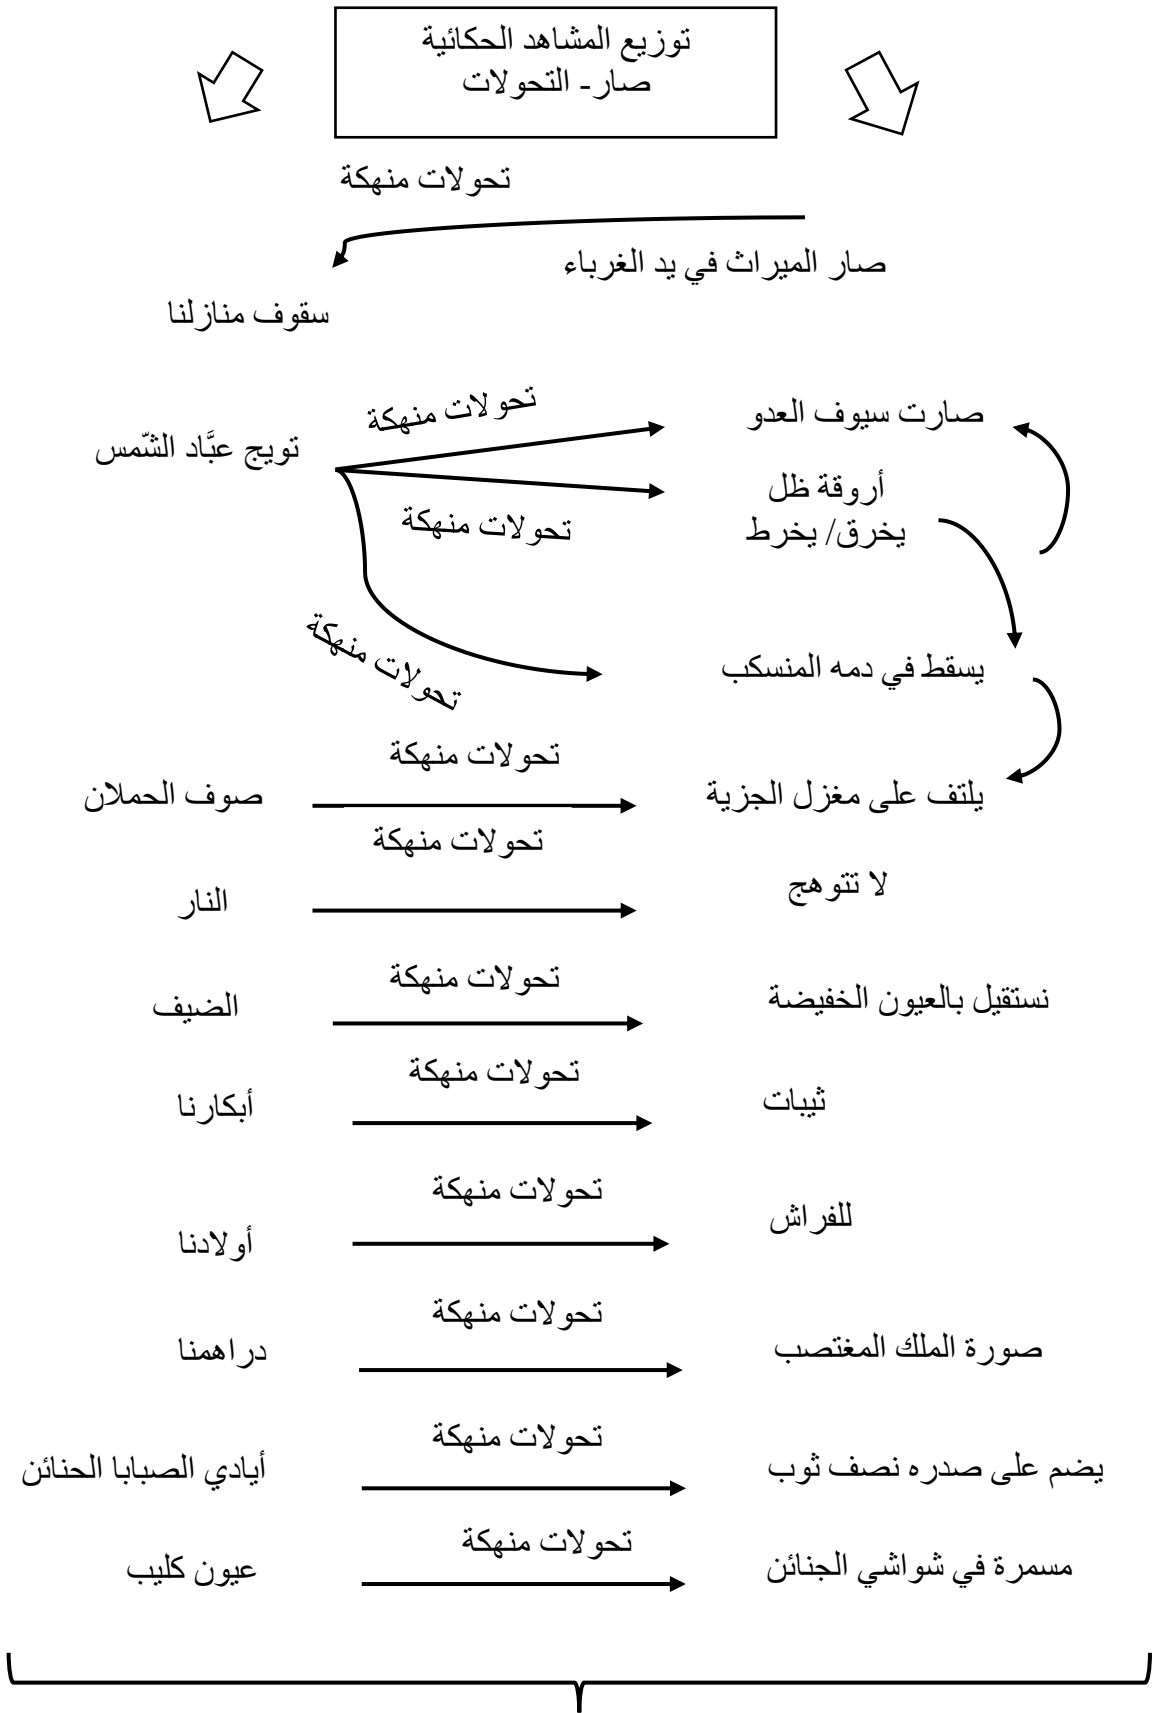 توزيع المشاهد الحكائية
صار- التحولات
تحولات منهكة
صار الميراث في يد الغرباء
سقوف منازلنا
صارت سيوف العدو
تحولات منهكة
تويج عبَّاد الشّمس
أروقة ظل
تحولات منهكة
يخرق/ يخرط
تحولات منهكة
يسقط في دمه المنسكب
تحولات منهكة
يلتف على مغزل الجزية
صوف الحملان
تحولات منهكة
لا تتوهج
النار
تحولات منهكة
نستقيل بالعيون الخفيضة
الضيف
تحولات منهكة
ثيبات
أبكارنا
تحولات منهكة
للفراش
أولادنا
تحولات منهكة
صورة الملك المغتصب
دراهمنا
تحولات منهكة
يضم على صدره نصف ثوب
أيادي الصبابا الحنائن
تحولات منهكة
مسمرة في شواشي الجنائن
عيون كليب